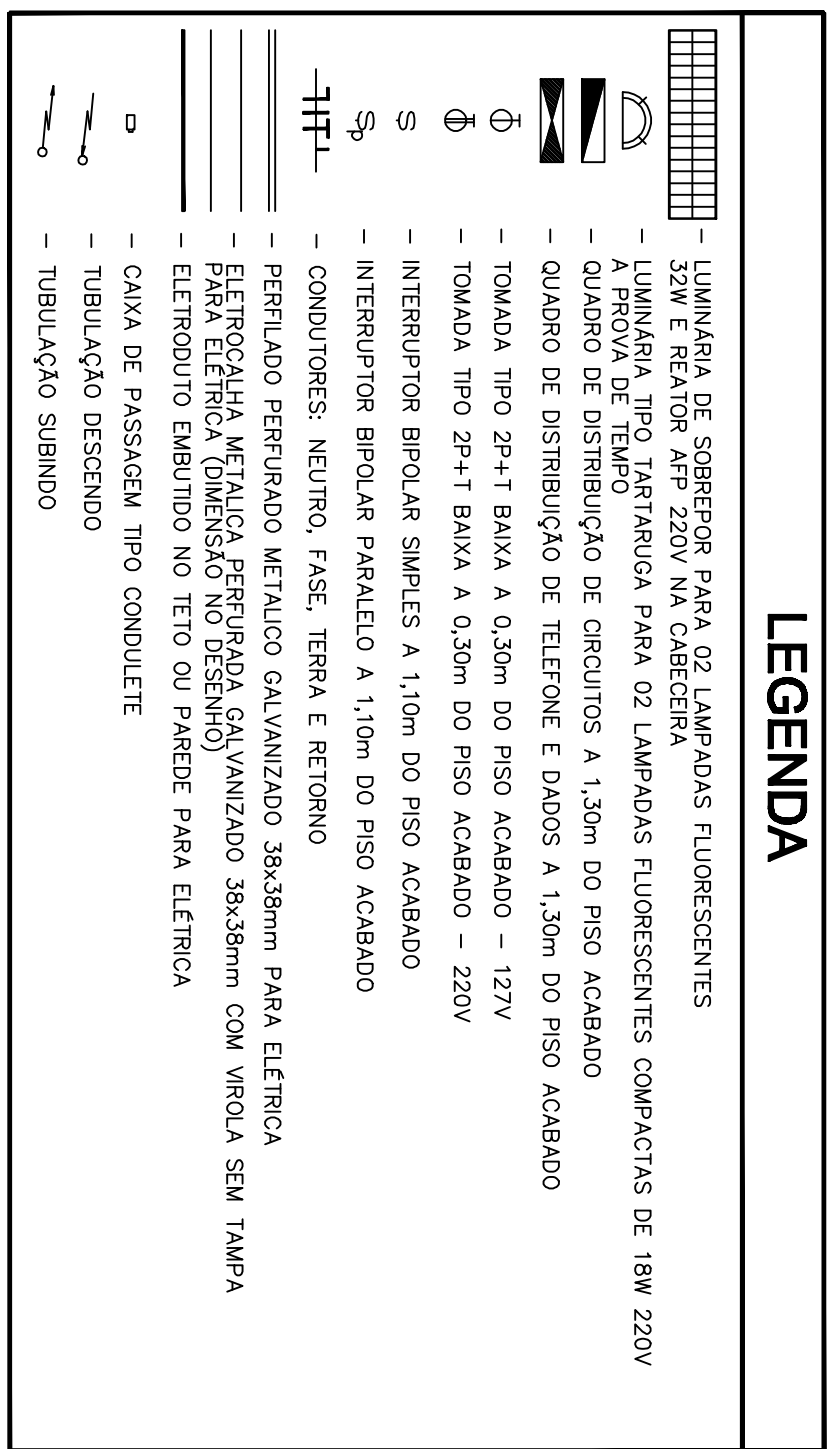 LEGENDA
- LUMINÁRIA DE SOBREPOR PARA 02 LAMPADAS FLUORESCENTES
32W E REATOR AFP 220V NA CABECEIRA
- LUMINÁRIA TIPO TARTARUGA PARA 02 LAMPADAS FLUORESCENTES COMPACTAS DE 18W 220V
A PROVA DE TEMPO
- QUADRO DE DISTRIBUIÇÃO DE CIRCUITOS A 1,30m DO PISO ACABADO
- QUADRO DE DISTRIBUIÇÃO DE TELEFONE E DADOS A 1,30m DO PISO ACABADO
- TOMADA TIPO 2P+T BAIXA A 0,30m DO PISO ACABADO - 127V
- TOMADA TIPO 2P+T BAIXA A 0,30m DO PISO ACABADO - 220V
S - INTERRUPTOR BIPOLAR SIMPLES A 1,10m DO PISO ACABADO
Sp - INTERRUPTOR BIPOLAR PARALELO A 1,10m DO PISO ACABADO
- CONDUTORES: NEUTRO, FASE, TERRA E RETORNO
- PERFILADO PERFURADO METALICO GALVANIZADO 38x38mm PARA ELÉTRICA
- ELETROCALHA METALICA PERFURADA GALVANIZADO 38x38mm COM VIROLA SEM TAMPA
PARA ELÉTRICA (DIMENSÃO NO DESENHO)
- ELETRODUTO EMBUTIDO NO TETO OU PAREDE PARA ELÉTRICA
- CAIXA DE PASSAGEM TIPO CONDULETE
- TUBULAÇÃO DESCENDO
- TUBULAÇÃO SUBINDO